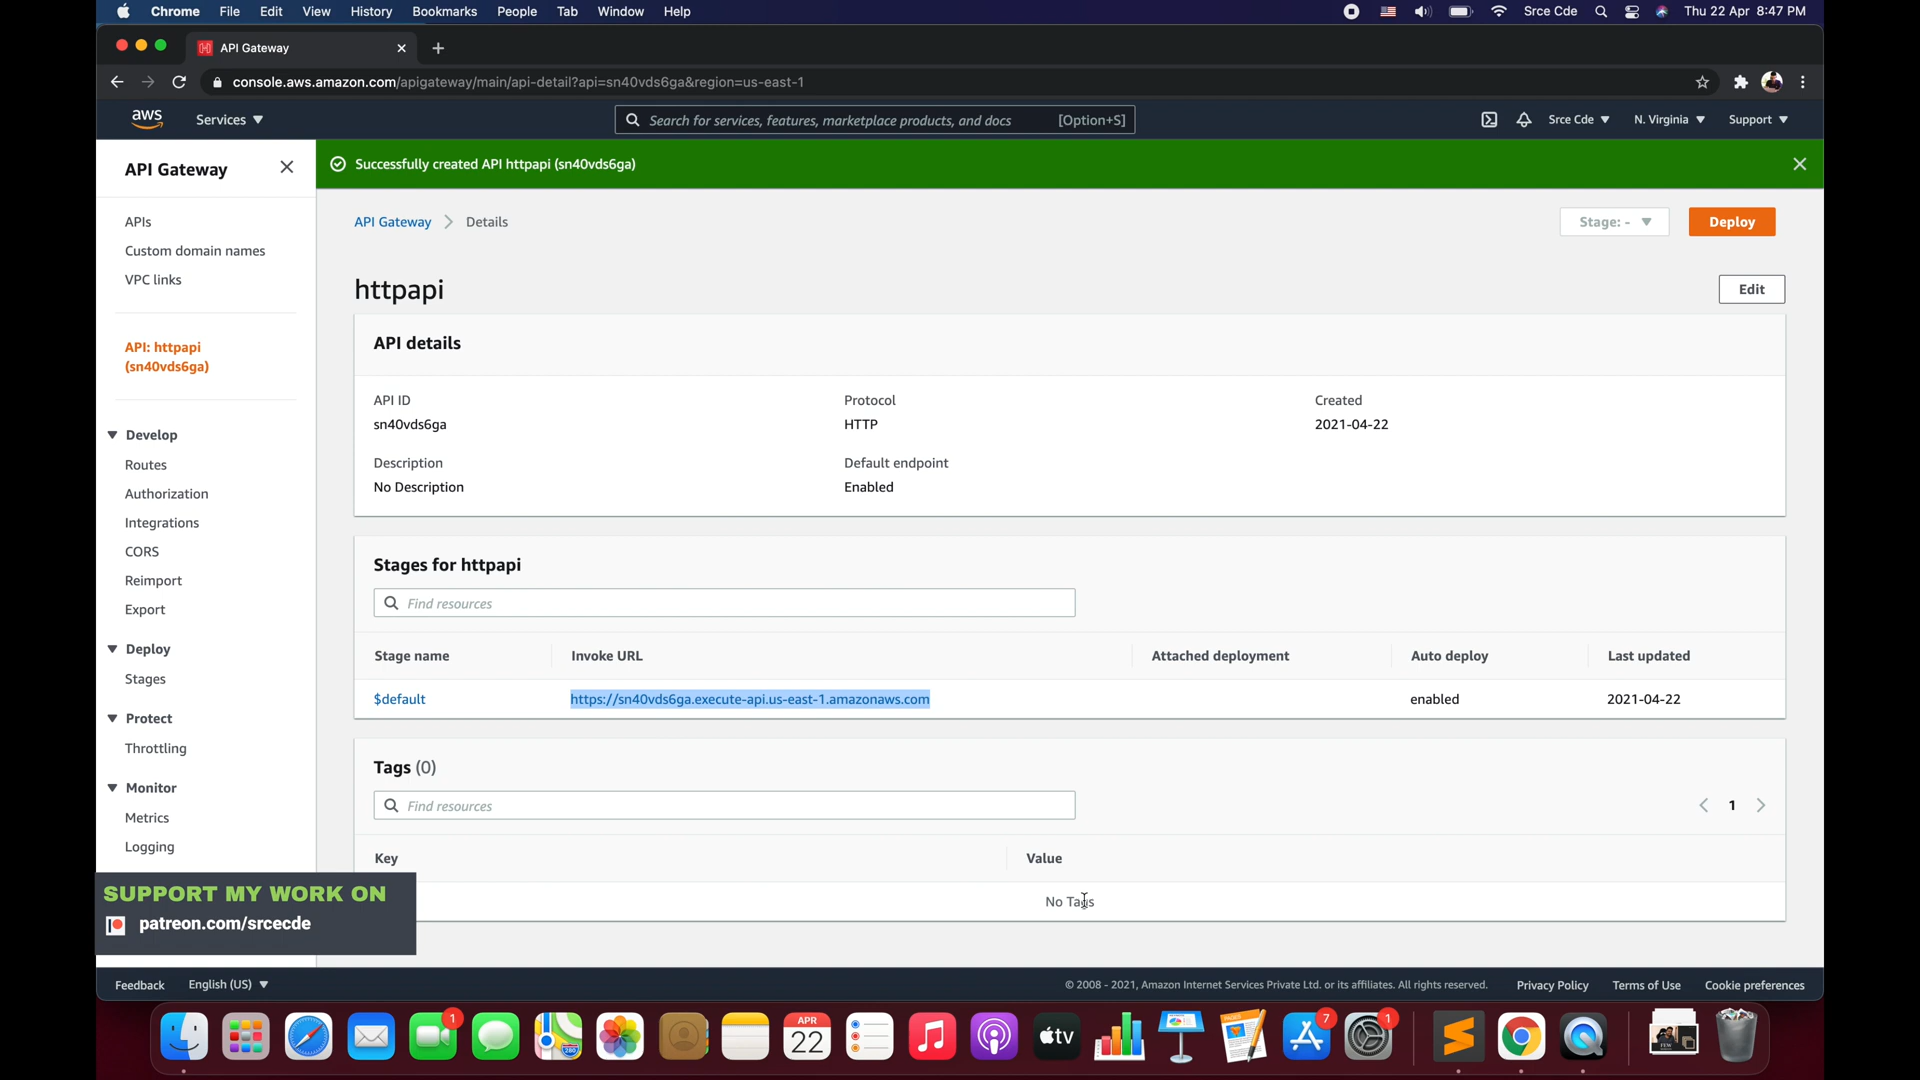 Chrome File Edit View History Bookmarks People Tab Window Help Srce Cde Thu 22 Apr 8:47 PM
API Gateway
console.aws.amazon.com/apigateway/main/api-detail?api=sn40vds6ga&region=us-east-1
aws Services Search for services, features, marketplace products, and docs [Option+S] Srce Cde N. Virginia Support
API Gateway
Successfully created API httpapi (sn40vds6ga)
APIs
Custom domain names
VPC links
API: httpapi
(sn40vds6ga)
Develop
Routes
Authorization
Integrations
CORS
Reimport
Export
Deploy
Stages
Protect
Throttling
Monitor
Metrics
Logging
API Gateway Details
Stage: - Deploy
httpapi
Edit
API details
API ID Protocol Created
sn40vds6ga HTTP 2021-04-22
Description Default endpoint
No Description Enabled
Stages for httpapi
Find resources
Stage name Invoke URL Attached deployment Auto deploy Last updated
$default https://sn40vds6ga.execute-api.us-east-1.amazonaws.com enabled 2021-04-22
Tags (0)
Find resources
1
Key Value
No Tags
SUPPORT MY WORK ON
patreon.com/srcecde
Feedback English (US) © 2008 - 2021, Amazon Internet Services Private Ltd. or its affiliates. All rights reserved. Privacy Policy Terms of Use Cookie preferences
1
280
APR
22
tv
7
1